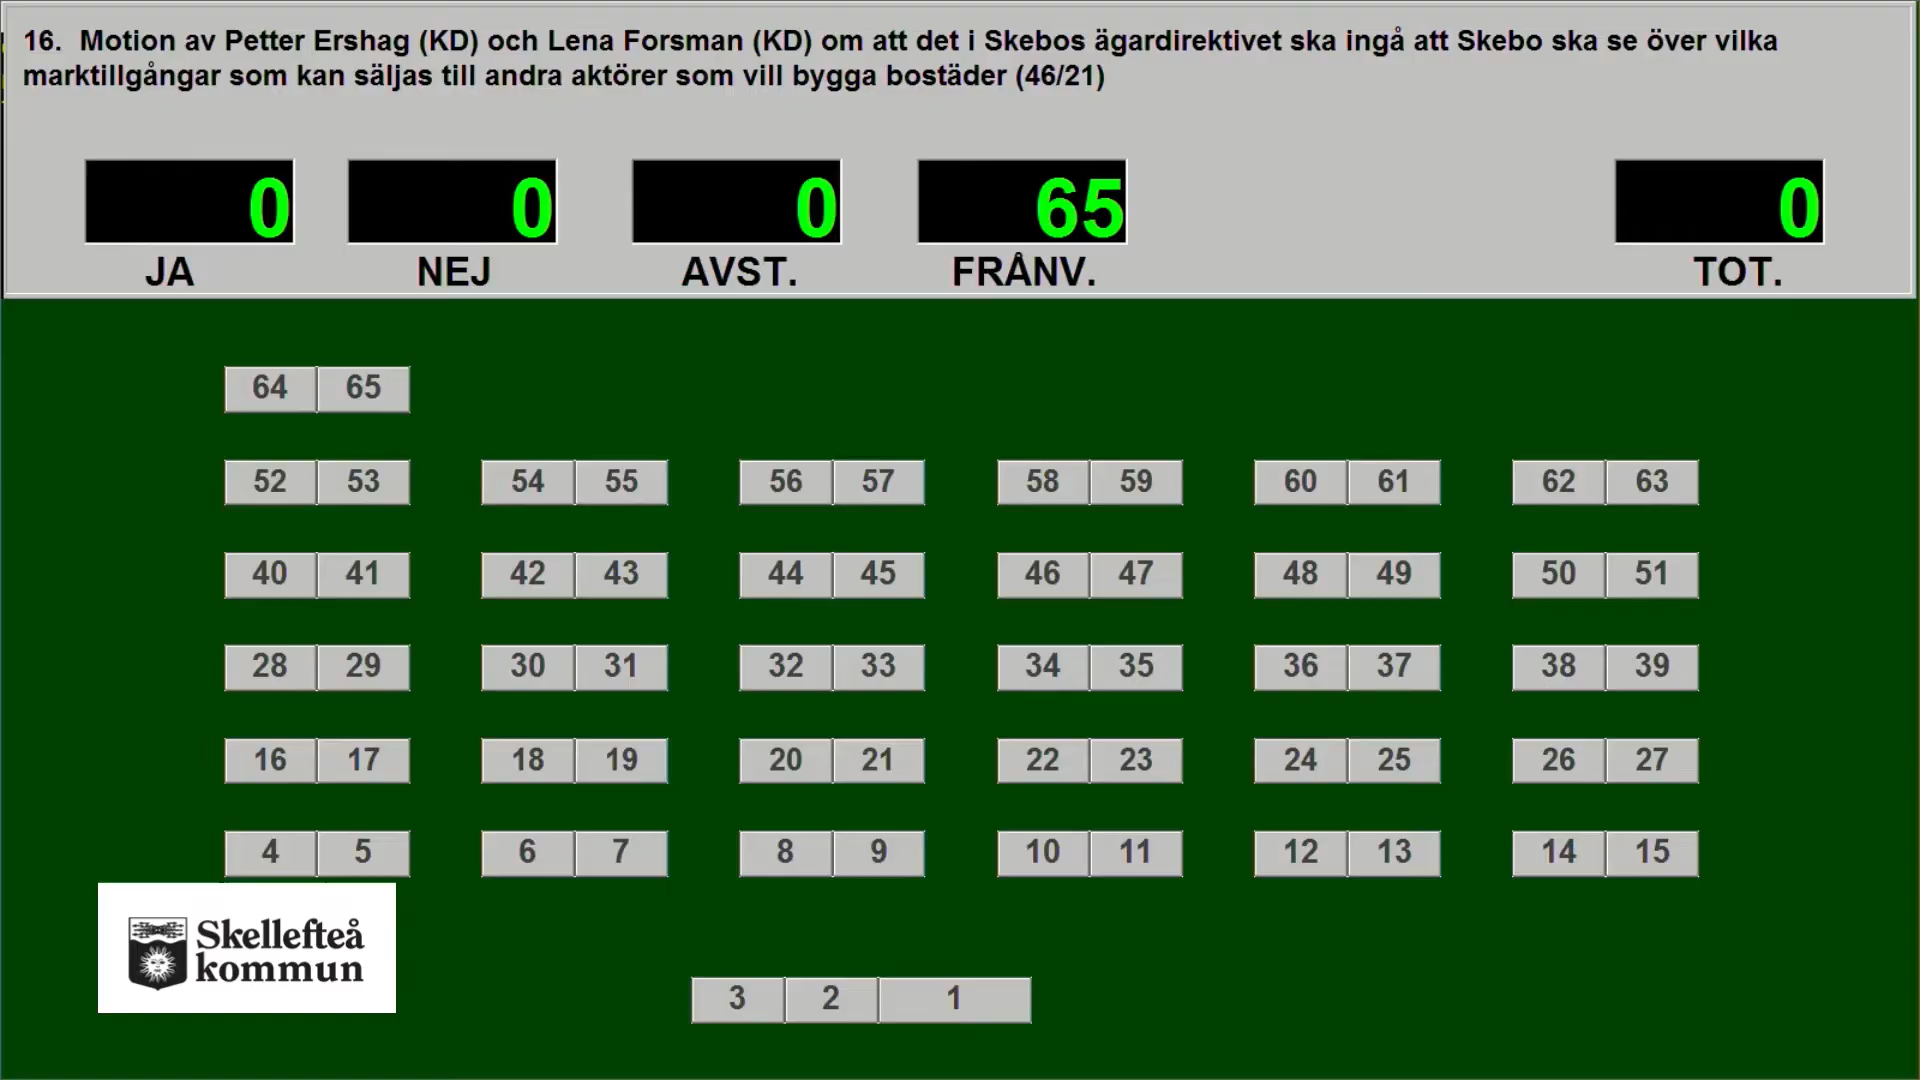 16. Motion av Petter Ershag (KD) och Lena Forsman (KD) om att det i Skebos ägardirektivet ska ingå att Skebo ska se över vilka
marktillgångar som kan säljas till andra aktörer som vill bygga bostäder (46/21)
0 0 0 65 0
JA NEJ AVST. FRÅNV. TOT.
64 65
52 53 54 55 56 57 58 59 60 61 62 63
40 41 42 43 44 45 46 47 48 49 50 51
28 29 30 31 32 33 34 35 36 37 38 39
16 17 18 19 20 21 22 23 24 25 26 27
4 5 6 7 8 9 10 11 12 13 14 15
Skellefteå
kommun
3 2 1